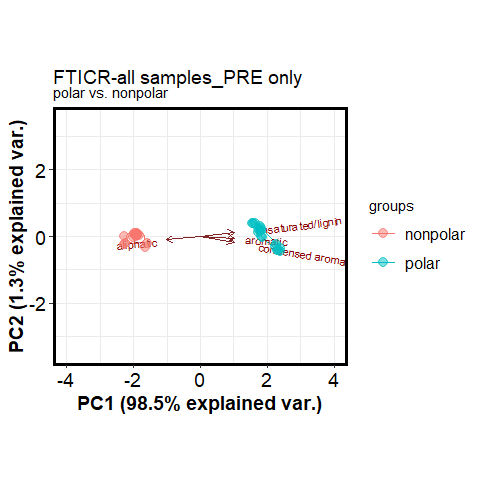 FTICR-all samples_PRE only
polar vs. nonpolar
PC2 (1.3% explained var.)
2
0
-2
aliphatic
unsaturated/lignin
aromatic
condensed aroma
-4
-2
0
2
4
PC1 (98.5% explained var.)
groups
nonpolar
polar